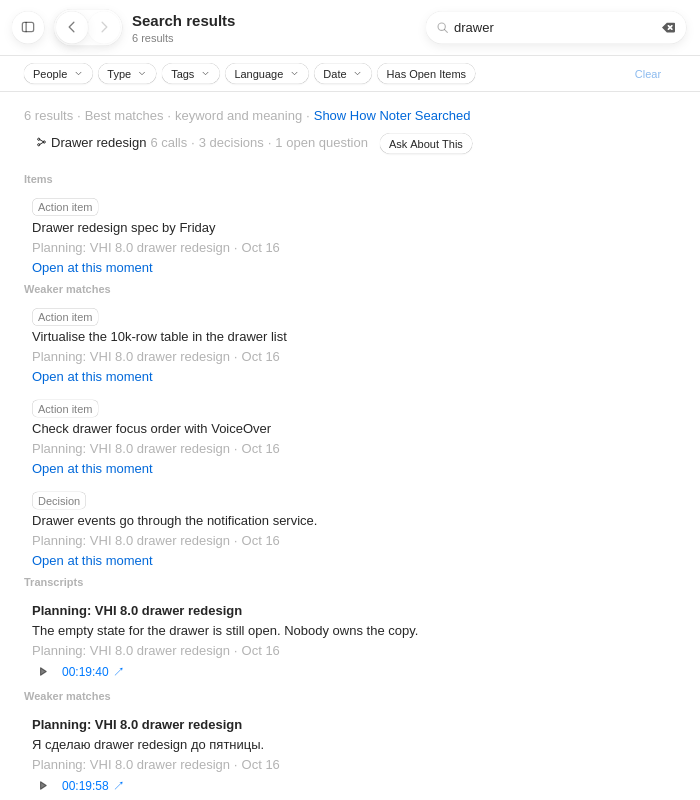 Search results
6 results
drawer
People
Type
Tags
Language
Date
Has Open Items
Clear
6 results · Best matches · keyword and meaning · Show How Noter Searched
Drawer redesign 6 calls · 3 decisions · 1 open question
Ask About This
Items
Action item
Drawer redesign spec by Friday
Planning: VHI 8.0 drawer redesign · Oct 16
Open at this moment
Weaker matches
Action item
Virtualise the 10k-row table in the drawer list
Planning: VHI 8.0 drawer redesign · Oct 16
Open at this moment
Action item
Check drawer focus order with VoiceOver
Planning: VHI 8.0 drawer redesign · Oct 16
Open at this moment
Decision
Drawer events go through the notification service.
Planning: VHI 8.0 drawer redesign · Oct 16
Open at this moment
Transcripts
Planning: VHI 8.0 drawer redesign
The empty state for the drawer is still open. Nobody owns the copy.
Planning: VHI 8.0 drawer redesign · Oct 16
00:19:40
Weaker matches
Planning: VHI 8.0 drawer redesign
Я сделаю drawer redesign до пятницы.
Planning: VHI 8.0 drawer redesign · Oct 16
00:19:58